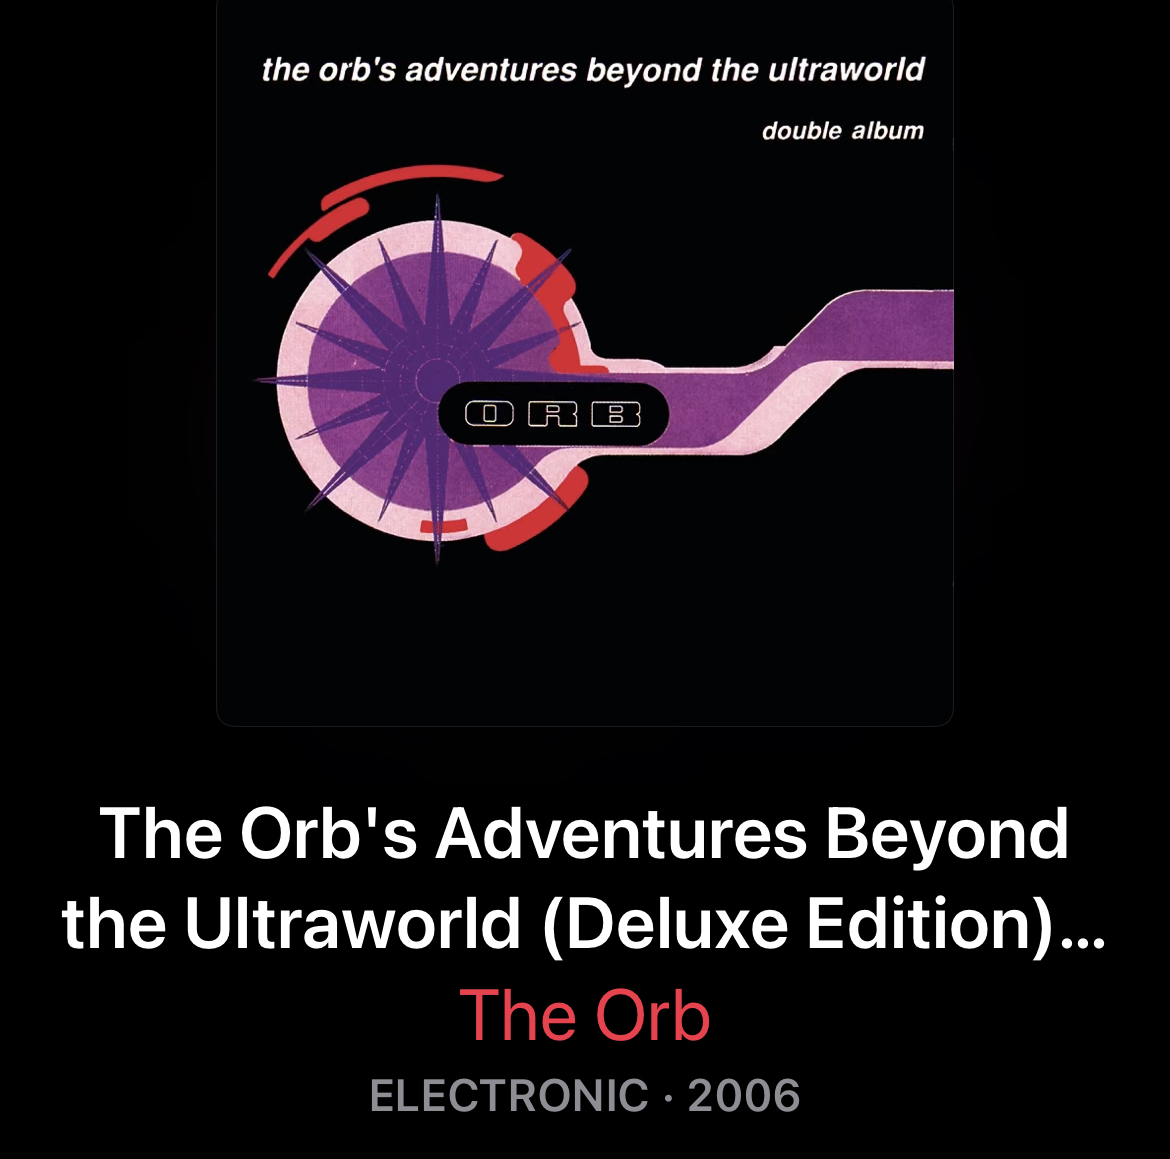 the orb's adventures beyond the ultraworld
double album
ORB
The Orb's Adventures Beyond
the Ultraworld (Deluxe Edition)...
The Orb
ELECTRONIC · 2006